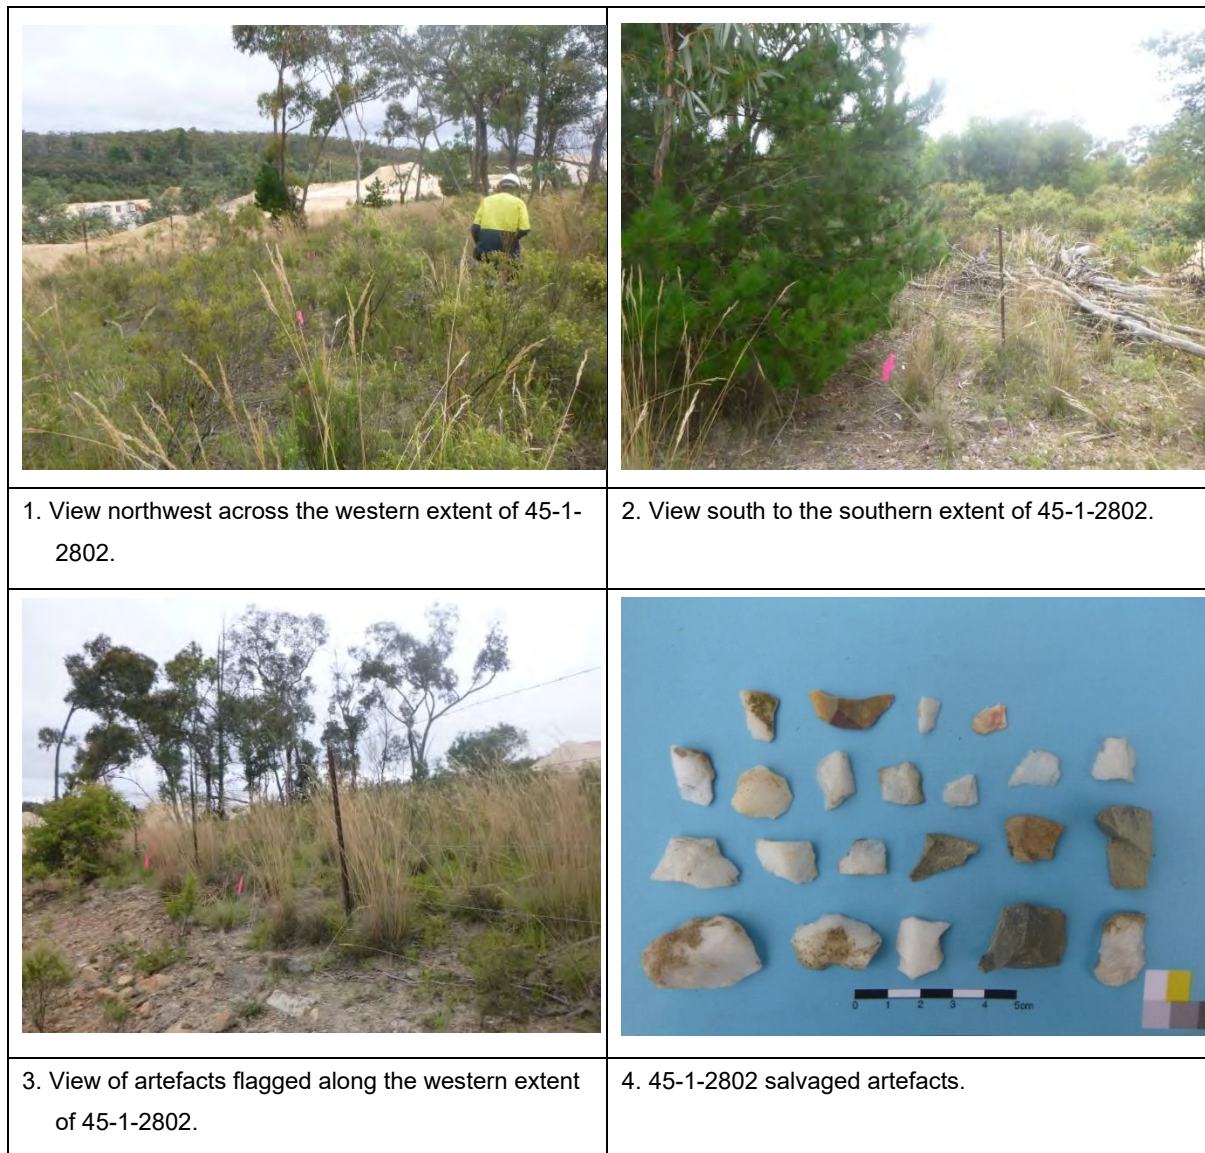 1. View northwest across the western extent of 45-1-
2802.
2. View south to the southern extent of 45-1-2802.
0 1 2 3 4 5cm
3. View of artefacts flagged along the western extent
of 45-1-2802.
4. 45-1-2802 salvaged artefacts.